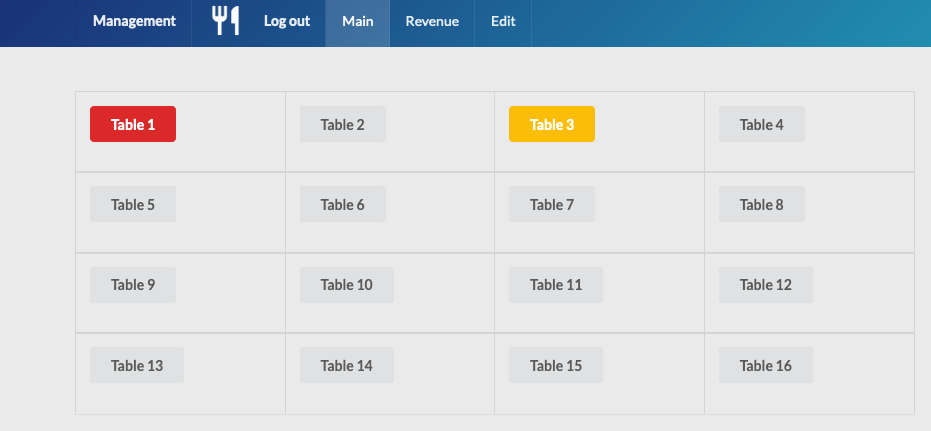 Management Log out Main Revenue Edit
Table 1 Table 2 Table 3 Table 4
Table 5 Table 6 Table 7 Table 8
Table 9 Table 10 Table 11 Table 12
Table 13 Table 14 Table 15 Table 16